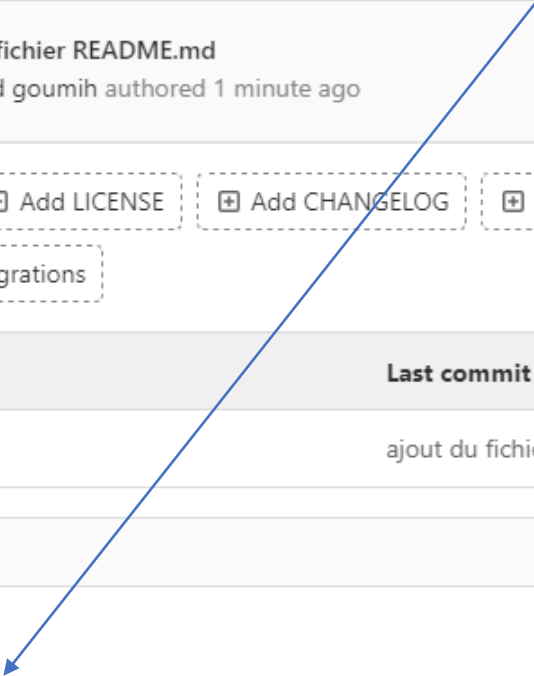 fichier README.md
d goumih authored 1 minute ago
Add LICENSE Add CHANGELOG
grations
Last commit
ajout du fichi